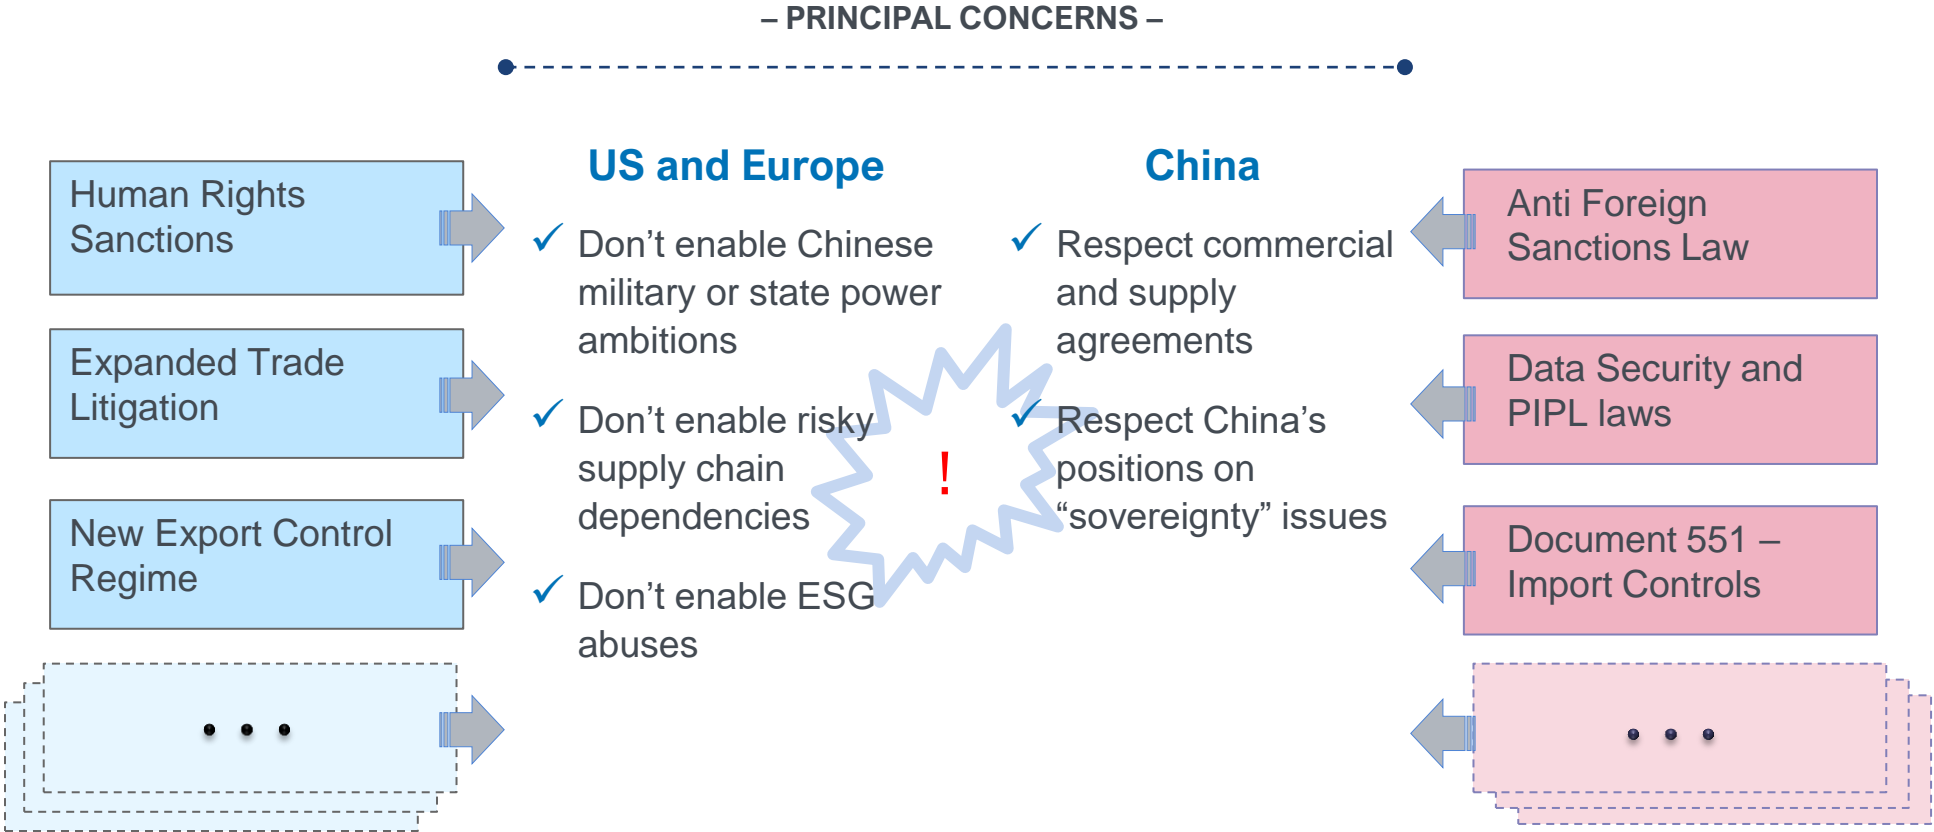 – PRINCIPAL CONCERNS –
Human Rights
Sanctions
Expanded Trade
Litigation
New Export Control
Regime
• • •
US and Europe
✓ Don’t enable Chinese
military or state power
ambitions
✓ Don’t enable risky
supply chain
dependencies
✓ Don’t enable ESG
abuses
!
China
✓ Respect commercial
and supply
agreements
✓ Respect China’s
positions on
“sovereignty” issues
Anti Foreign
Sanctions Law
Data Security and
PIPL laws
Document 551 –
Import Controls
• • •